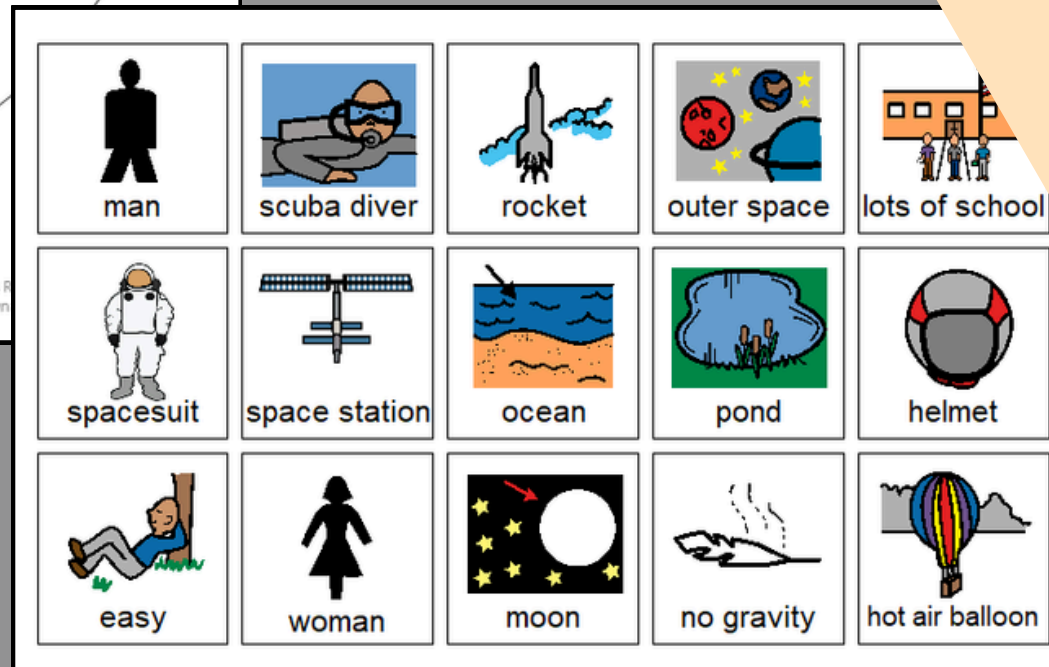 man
scuba diver
rocket
outer space
lots of school
spacesuit
space station
ocean
pond
helmet
easy
woman
moon
no gravity
hot air balloon